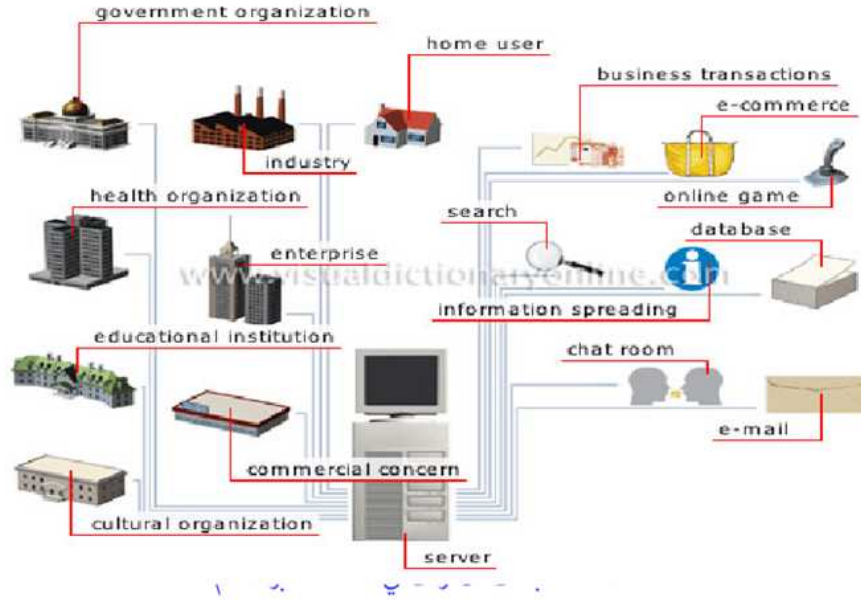 government organization
home user
business transactions
e-commerce
industry
online game
health organization
search
database
enterprise
www.visualdictionaryonline.com
information spreading
educational institution
chat room
e-mail
commercial concern
cultural organization
server